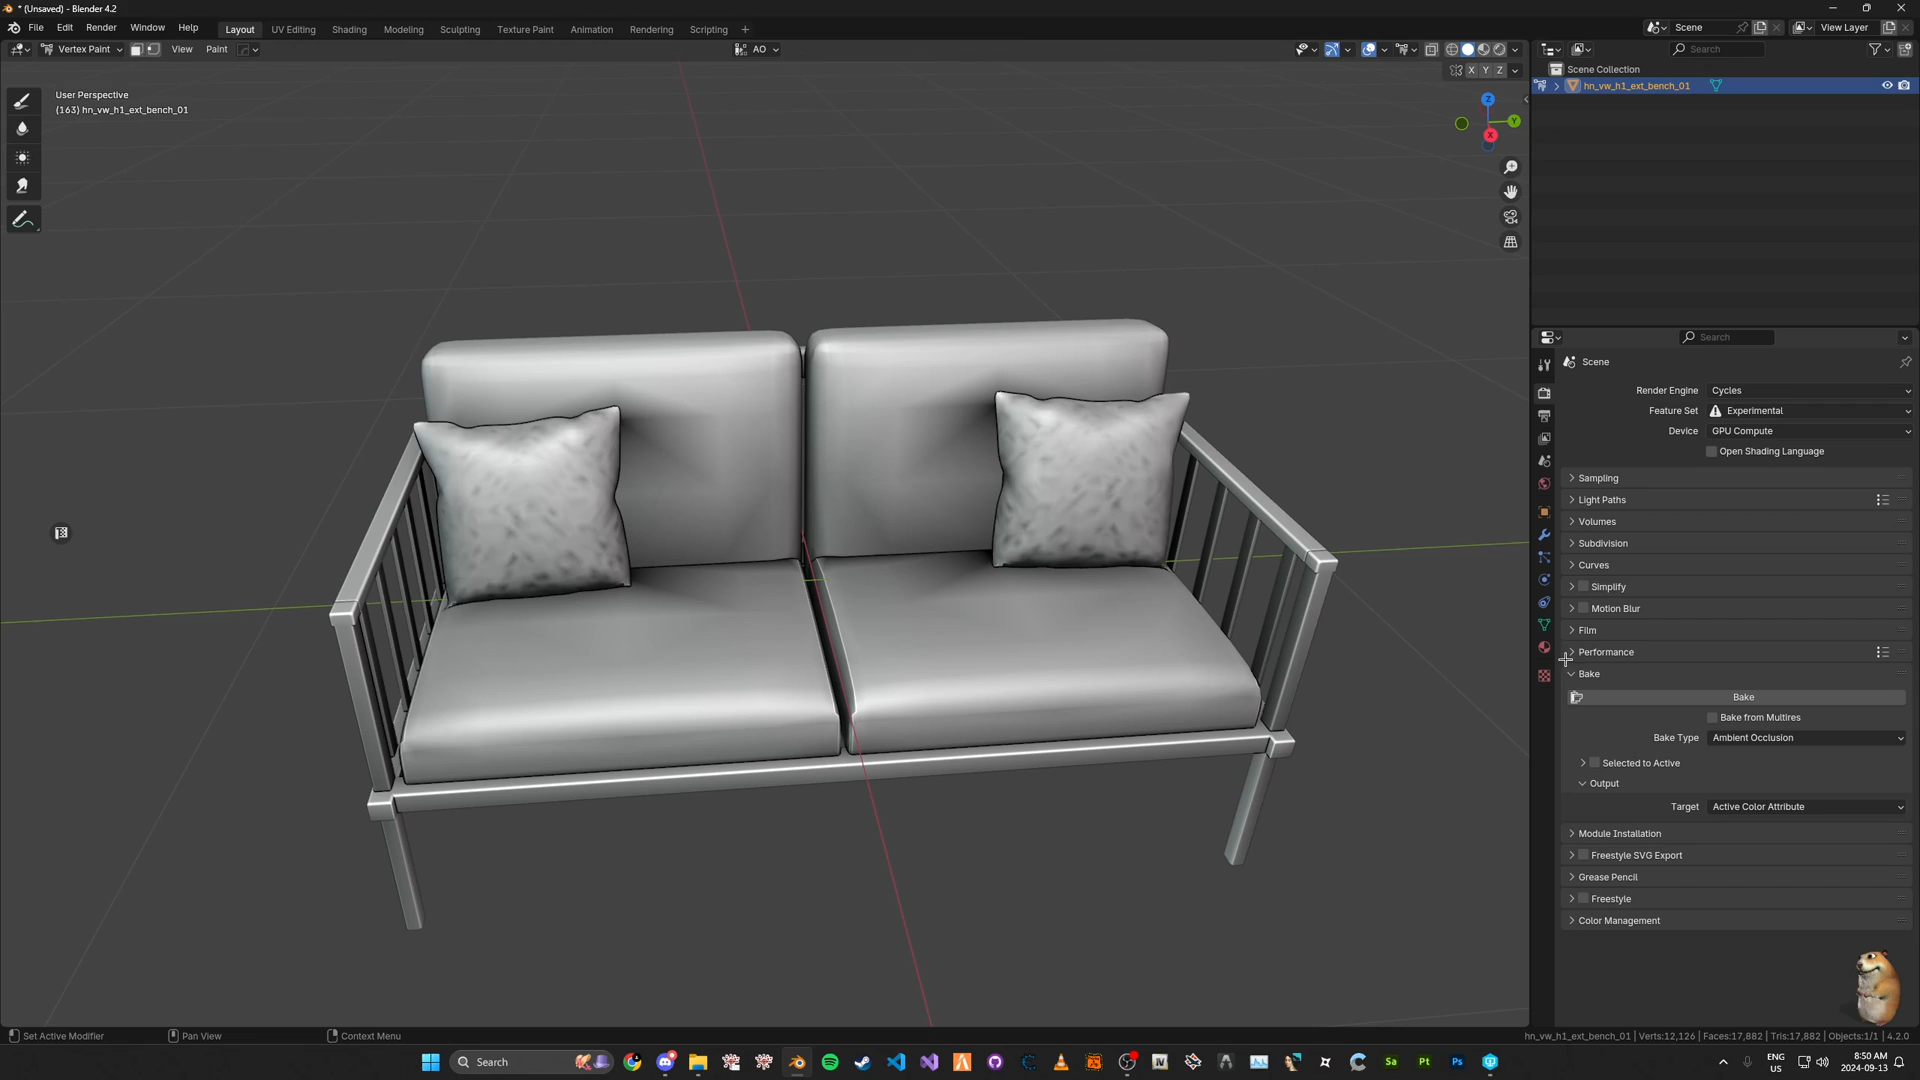 * (Unsaved) - Blender 4.2
File Edit Render Window Help
Layout UV Editing Shading Modeling Sculpting Texture Paint Animation Rendering Scripting +
Scene
View Layer
Vertex Paint View Paint
AO
Search
X Y Z
Scene Collection
hn_vw_h1_ext_bench_01
User Perspective
(163) hn_vw_h1_ext_bench_01
Z
Y
X
Search
Scene
Render Engine Cycles
Feature Set Experimental
Device GPU Compute
Open Shading Language
Sampling
Light Paths
Volumes
Subdivision
Curves
Simplify
Motion Blur
Film
Performance
Bake
Bake
Bake from Multires
Bake Type Ambient Occlusion
Selected to Active
Output
Target Active Color Attribute
Module Installation
Freestyle SVG Export
Grease Pencil
Freestyle
Color Management
Set Active Modifier Pan View Context Menu
hn_vw_h1_ext_bench_01 | Verts:12,126 | Faces:17,882 | Tris:17,882 | Objects:1/1 | 4.2.0
Search
Sa Pt Ps
ENG
US
8:50 AM
2024-09-13